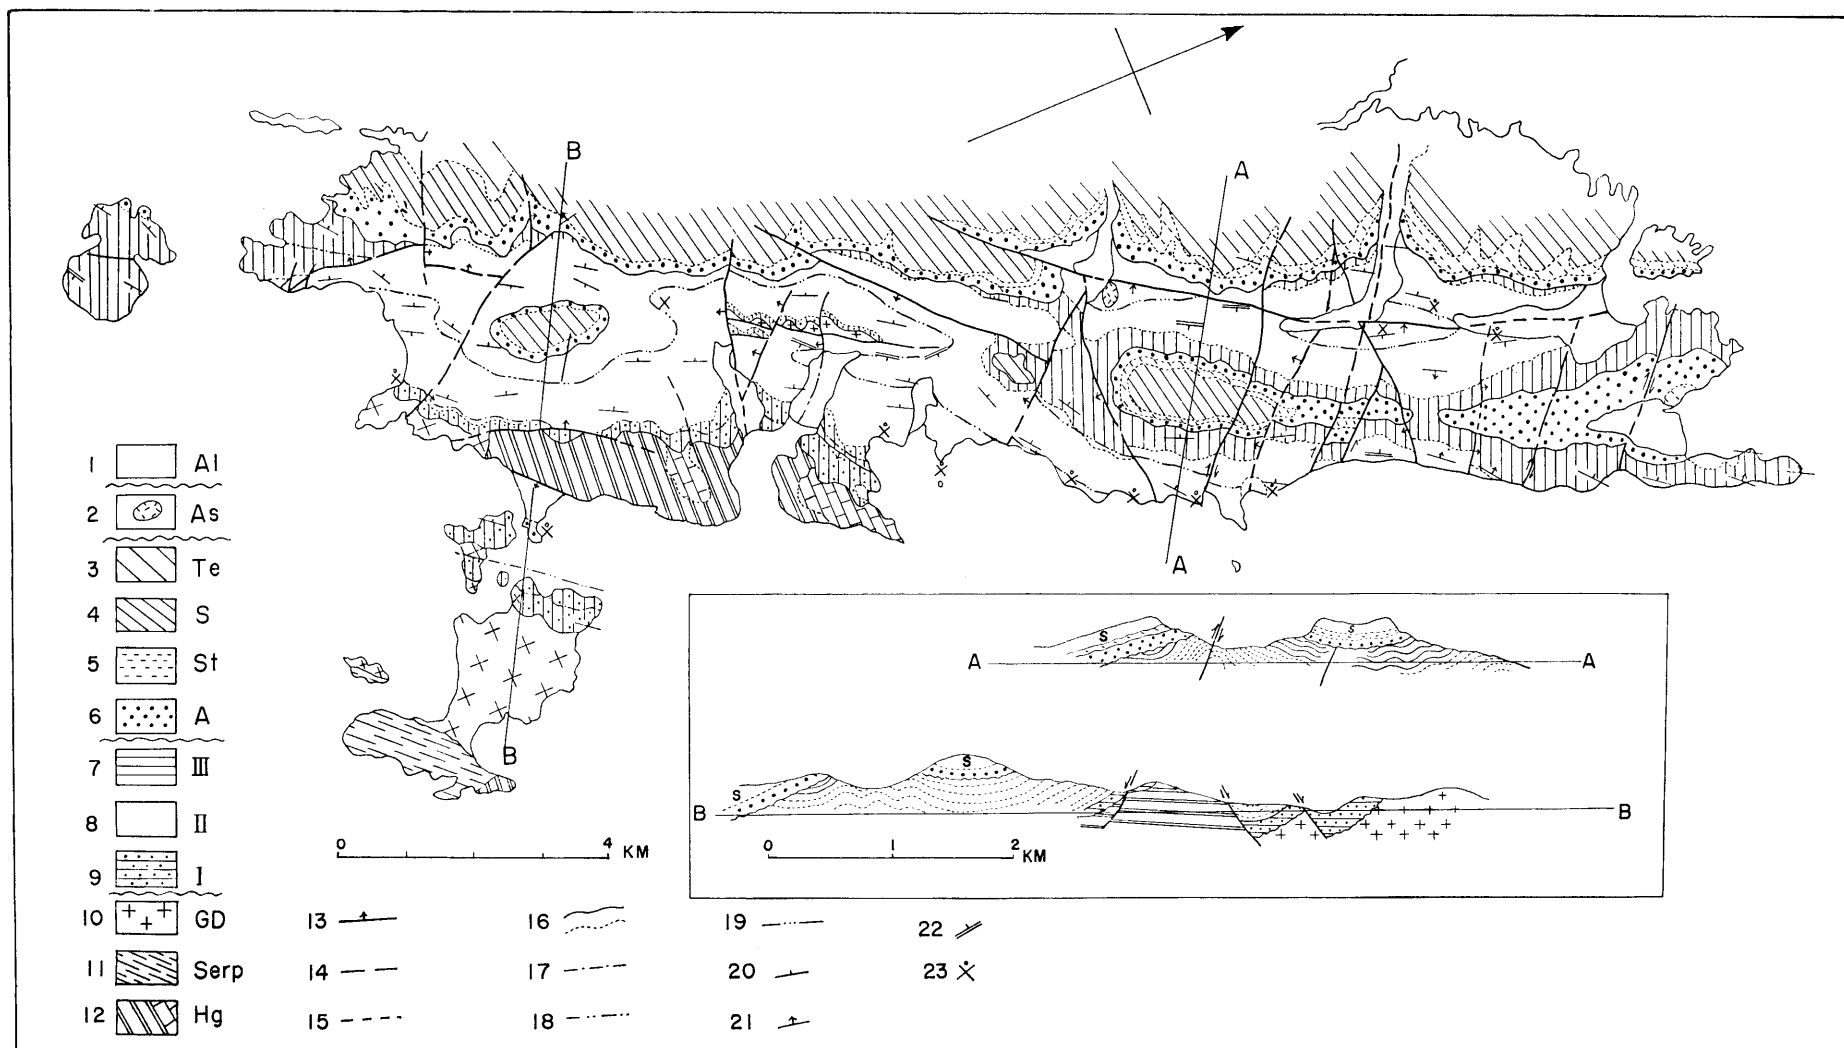 B
A
A
B
1 Al
2 As
3 Te
4 S
5 St
6 A
7 III
8 II
9 I
10 GD
11 Serp
12 Hg
0 4 KM
13
14
15
16
17
18
19
20
21
22
23
S S
A A
S S
B B
0 1 2 KM